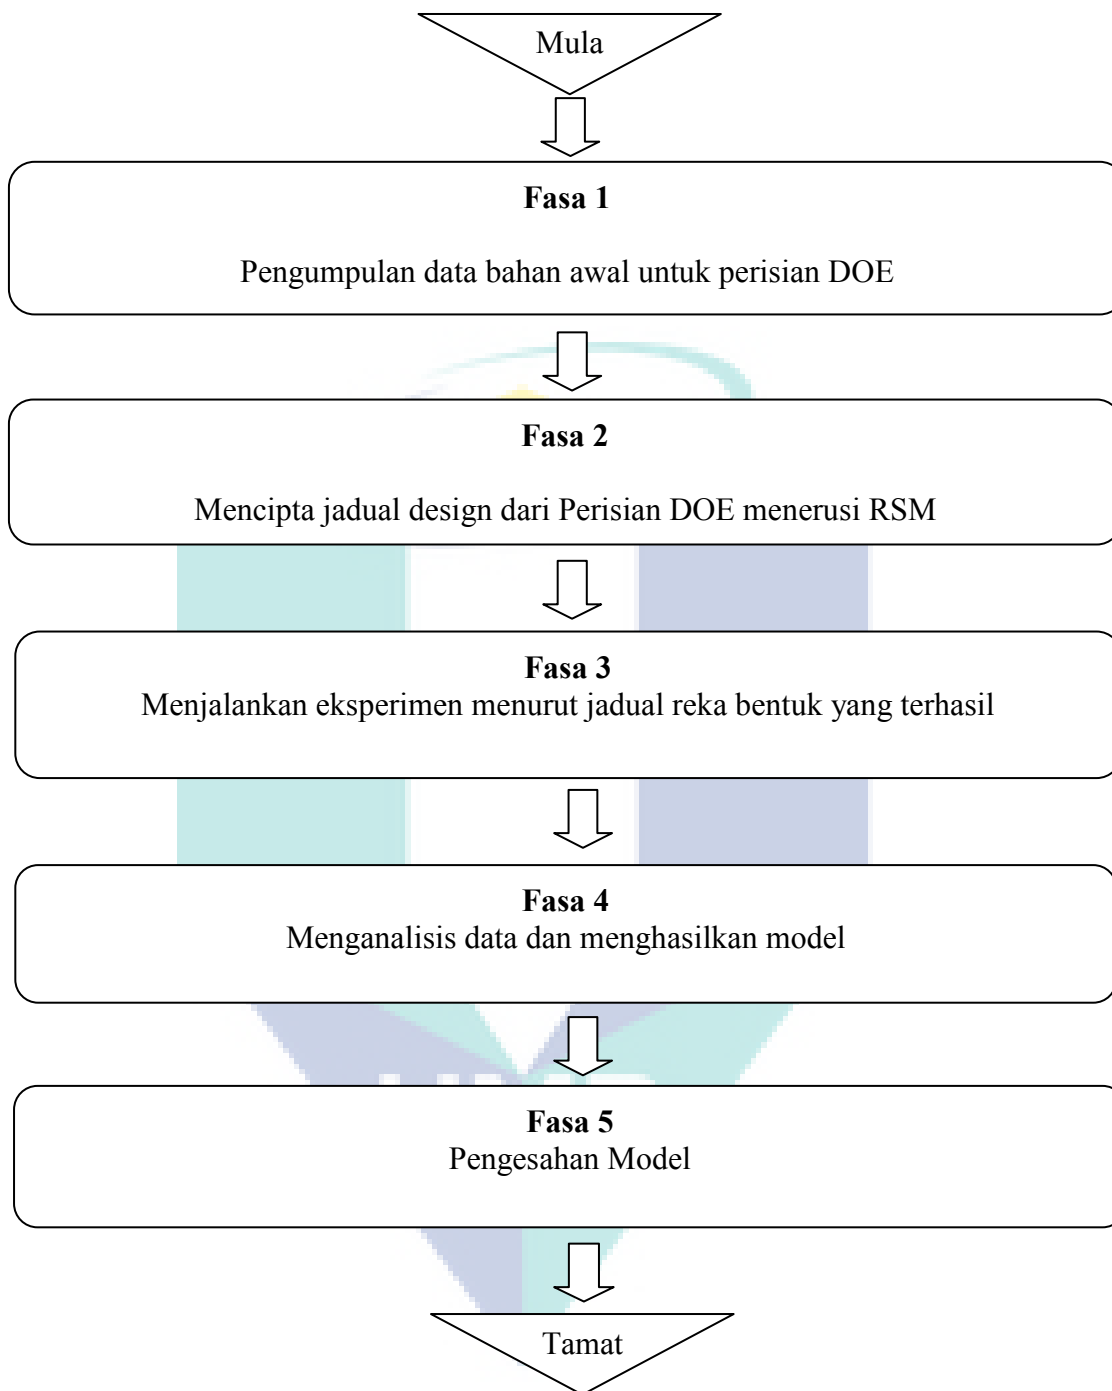 Mula
Fasa 1
Pengumpulan data bahan awal untuk perisian DOE
Fasa 2
Mencipta jadual design dari Perisian DOE menerusi RSM
Fasa 3
Menjalankan eksperimen menurut jadual reka bentuk yang terhasil
Fasa 4
Menganalisis data dan menghasilkan model
Fasa 5
Pengesahan Model
Tamat